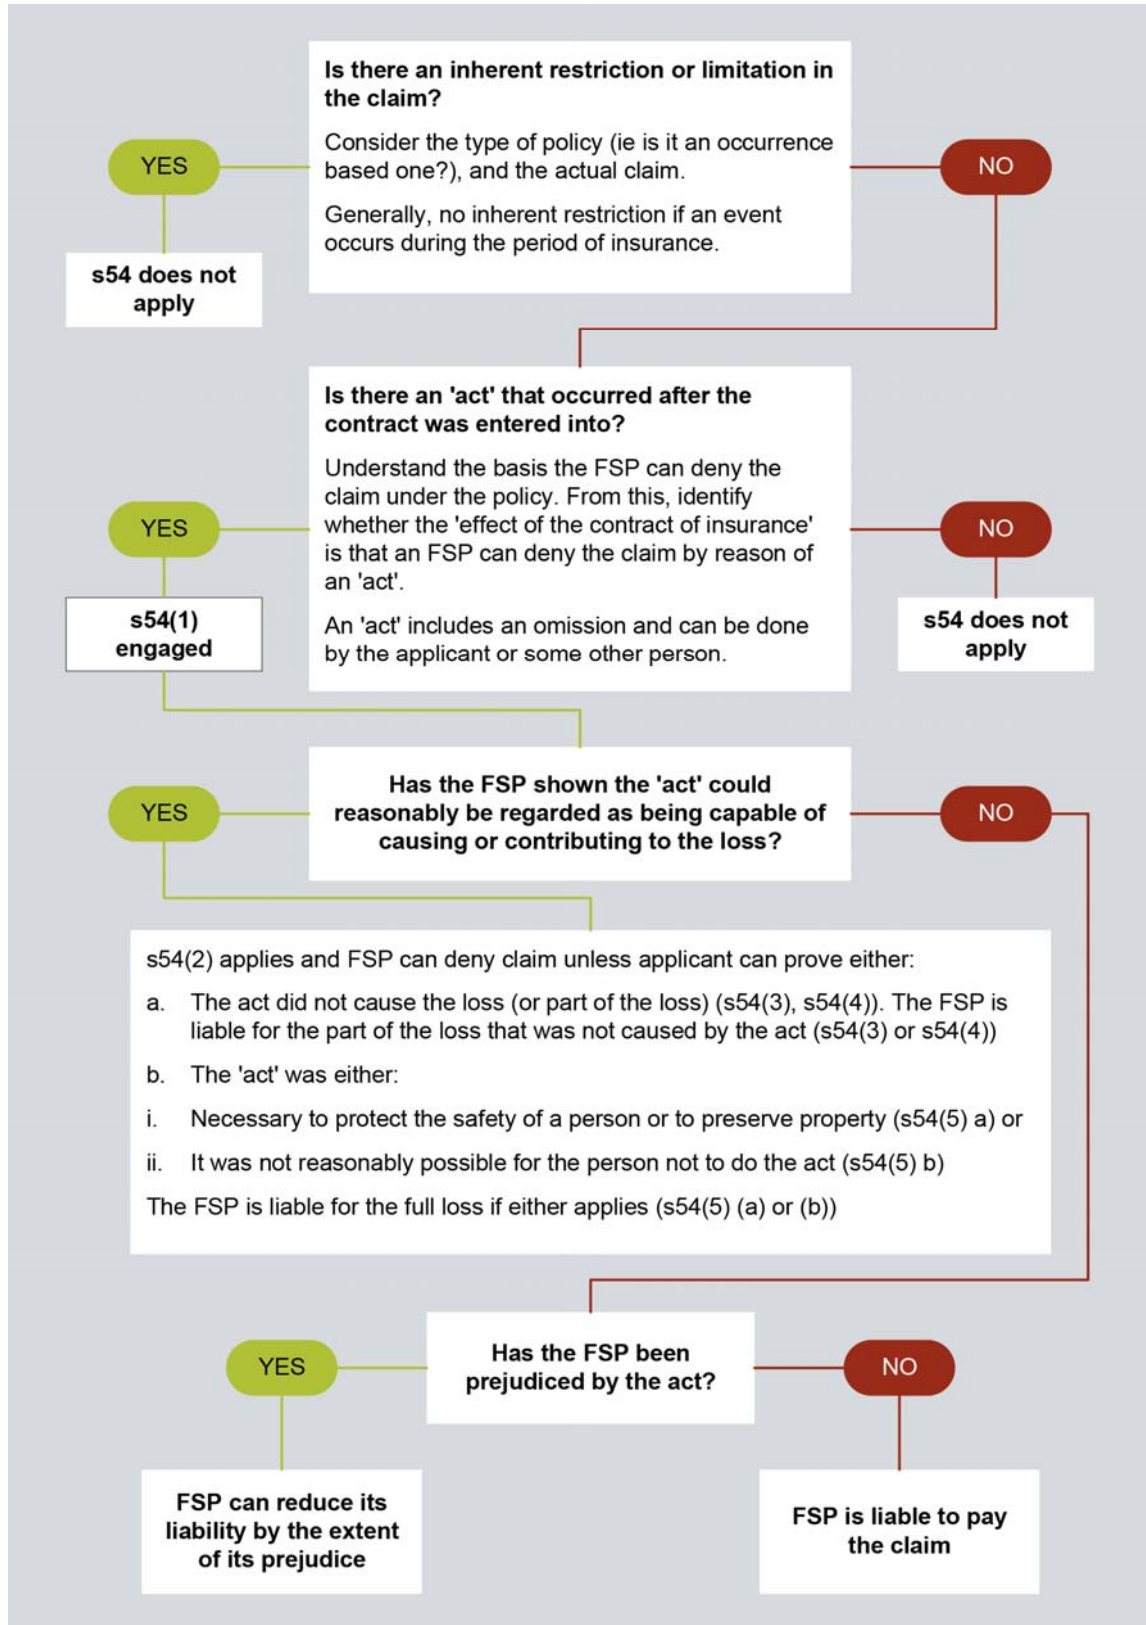 Is there an inherent restriction or limitation in
the claim?
Consider the type of policy (ie is it an occurrence
based one?), and the actual claim.
Generally, no inherent restriction if an event
occurs during the period of insurance.
YES
NO
s54 does not
apply
Is there an 'act' that occurred after the
contract was entered into?
Understand the basis the FSP can deny the
claim under the policy. From this, identify
whether the 'effect of the contract of insurance'
is that an FSP can deny the claim by reason of
an 'act'.
An 'act' includes an omission and can be done
by the applicant or some other person.
YES
NO
s54(1)
engaged
s54 does not
apply
Has the FSP shown the 'act' could
reasonably be regarded as being capable of
causing or contributing to the loss?
YES
NO
s54(2) applies and FSP can deny claim unless applicant can prove either:
a. The act did not cause the loss (or part of the loss) (s54(3), s54(4)). The FSP is
liable for the part of the loss that was not caused by the act (s54(3) or s54(4))
b. The 'act' was either:
i. Necessary to protect the safety of a person or to preserve property (s54(5) a) or
ii. It was not reasonably possible for the person not to do the act (s54(5) b)
The FSP is liable for the full loss if either applies (s54(5) (a) or (b))
Has the FSP been
prejudiced by the act?
YES
NO
FSP can reduce its
liability by the extent
of its prejudice
FSP is liable to pay
the claim